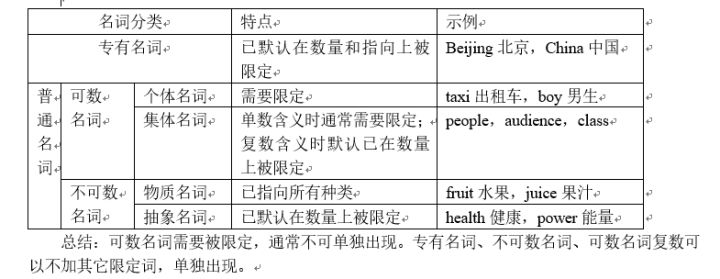 名词分类 特点 示例
专有名词 已默认在数量和指向上被 Beijing 北京，China 中国
限定
普 可数 个体名词 需要限定 taxi 出租车，boy 男生
通 名词 集体名词 单数含义时通常需要限定； people，audience，class
名 复数含义时默认已在数量
词 上被限定
不可数 物质名词 已指向所有种类 fruit 水果，juice 果汁
名词 抽象名词 已默认在数量上被限定 health 健康，power 能量
总结：可数名词需要被限定，通常不可单独出现。专有名词、不可数名词、可数名词复数可
以不加其它限定词，单独出现。